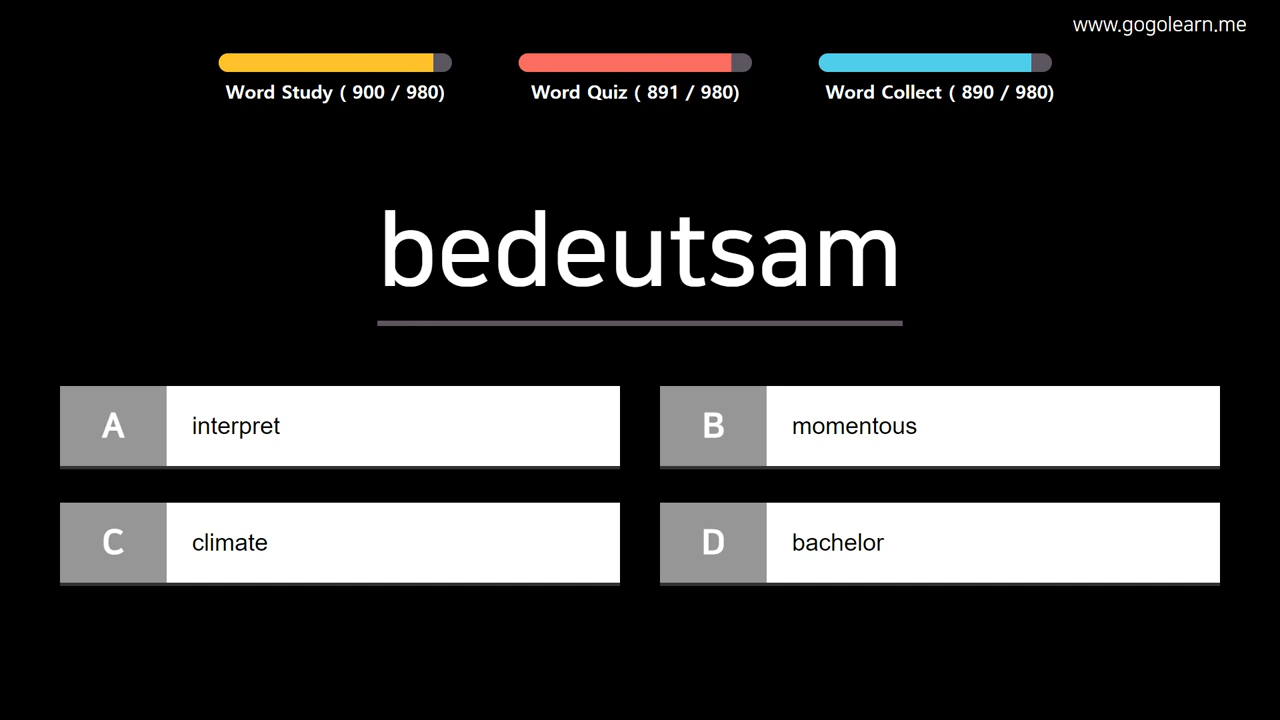 www.gogolearn.me
Word Study ( 900 / 980)
Word Quiz ( 891 / 980)
Word Collect ( 890 / 980)
bedeutsam
A interpret
B momentous
C climate
D bachelor